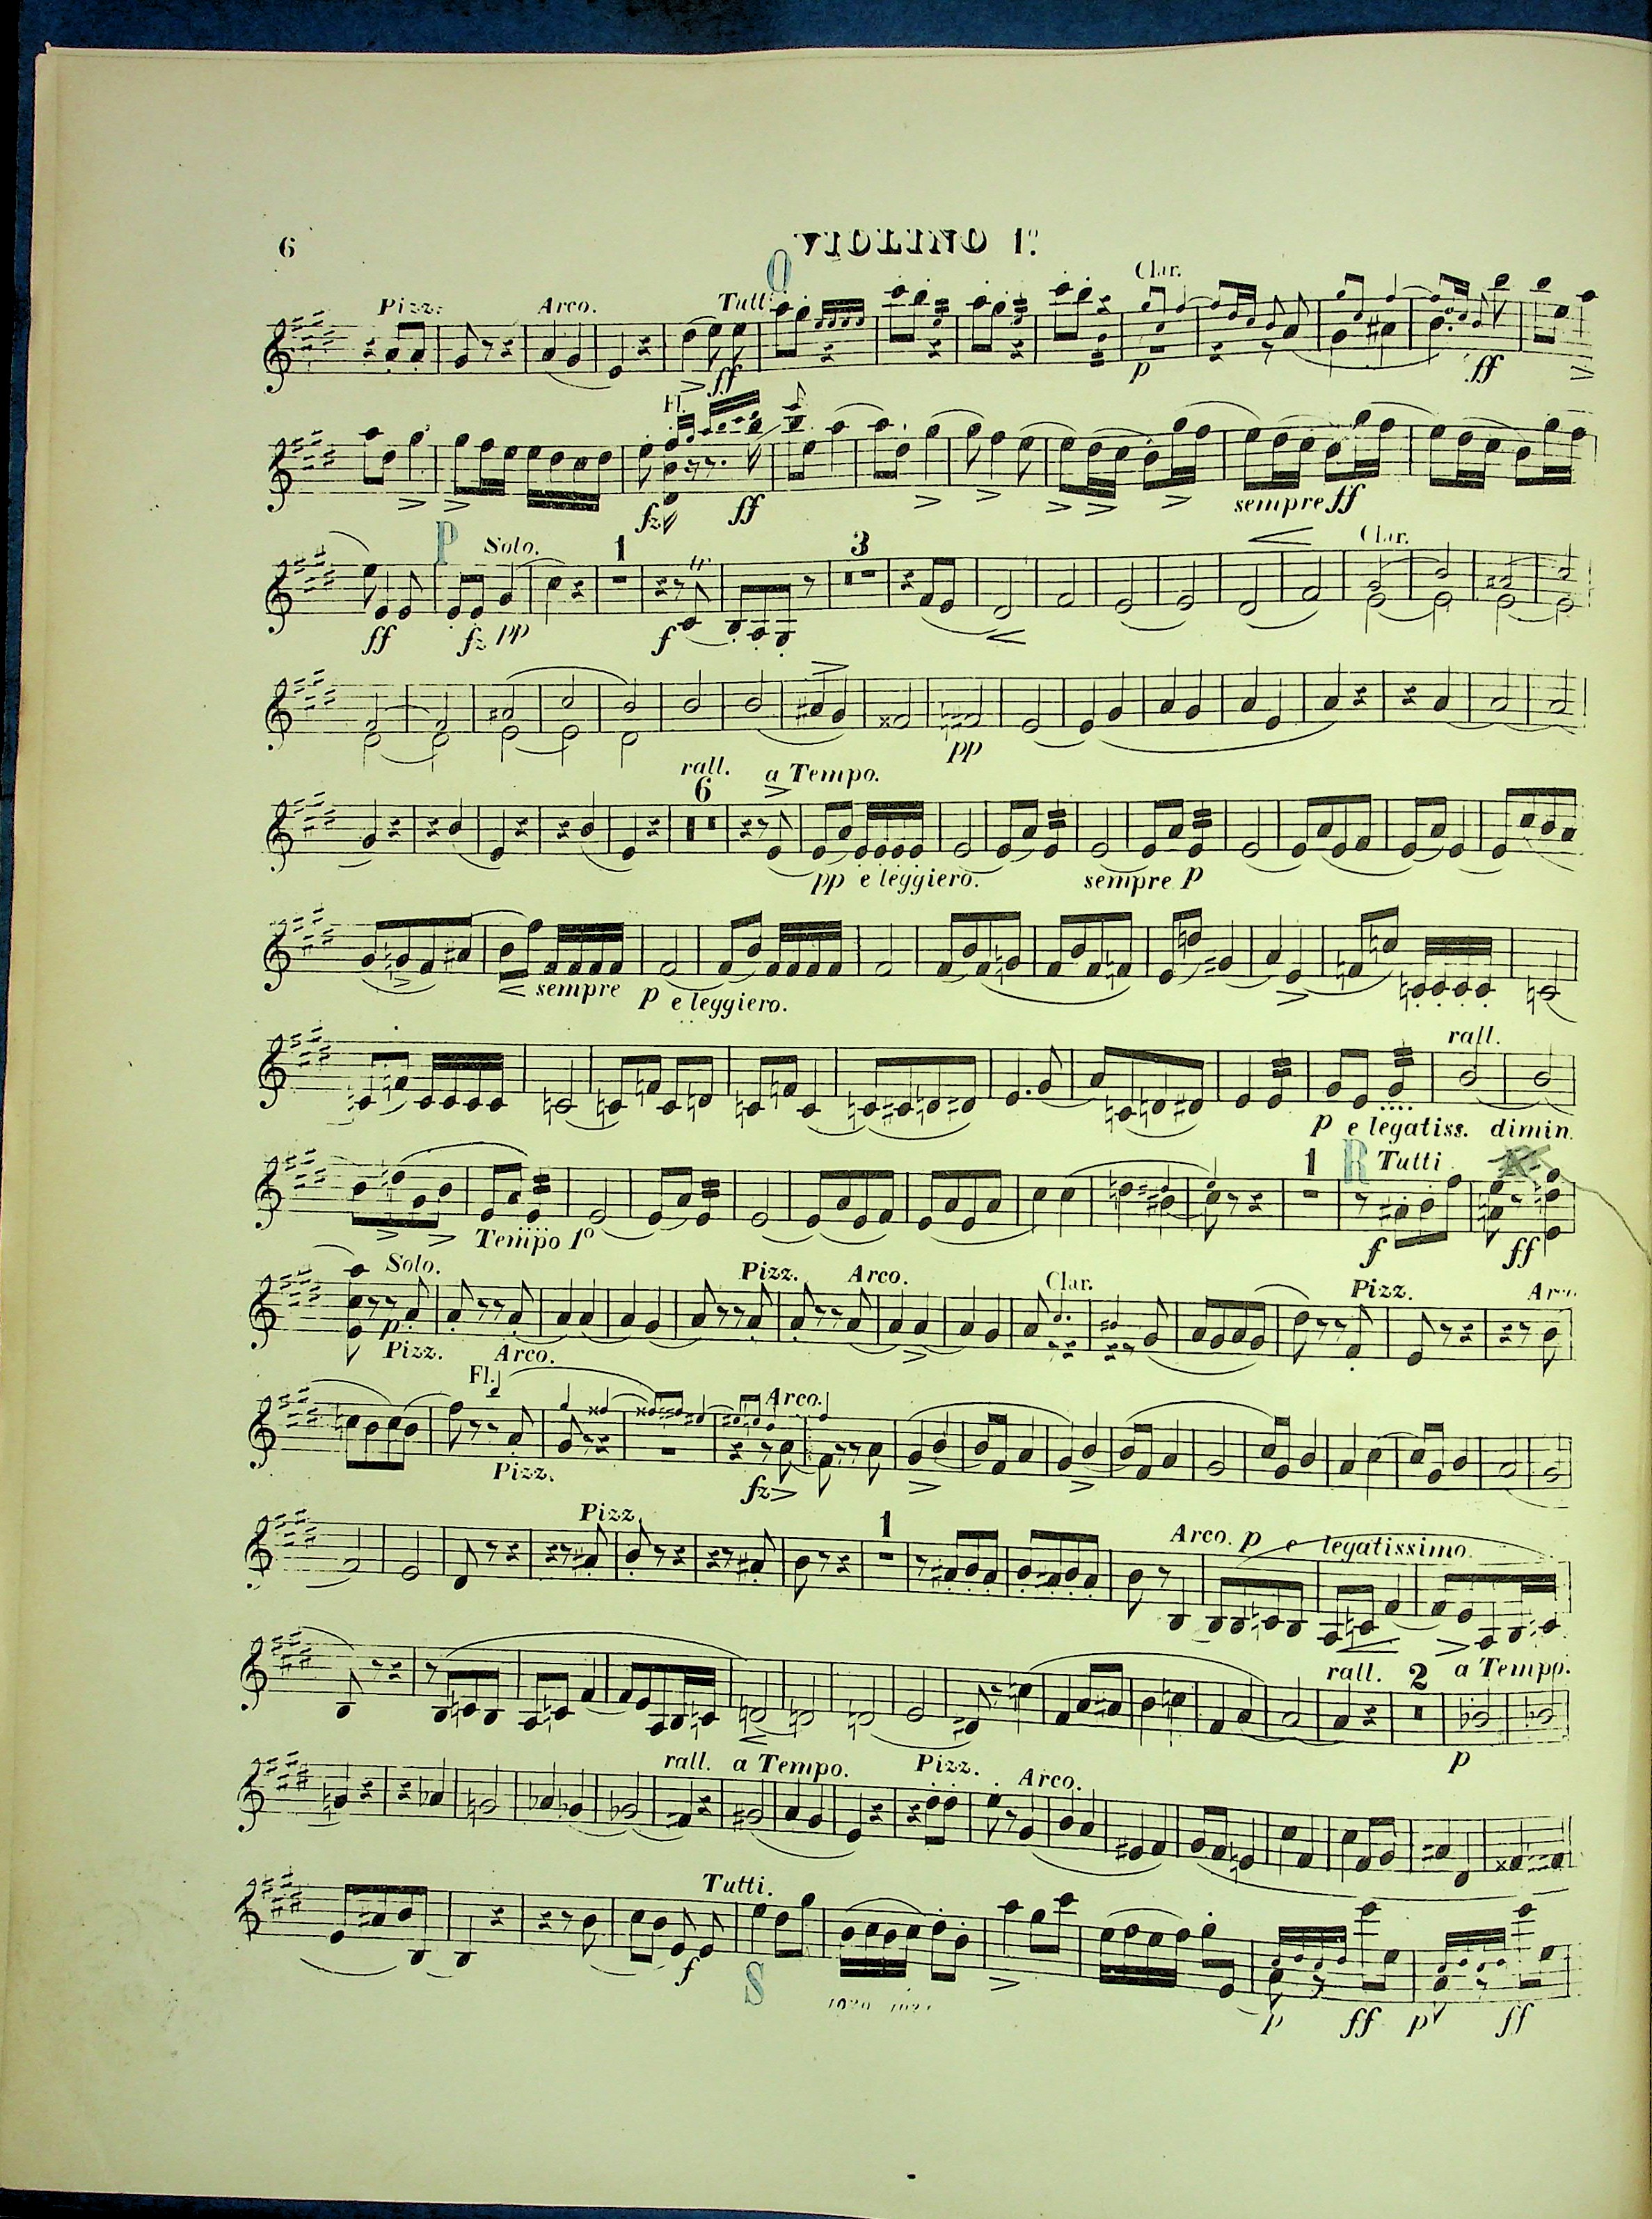 6
VIOLINO 1º
O
Pizz: Arco. Tutti Clar.
ff p ff
Fl.
fz ff sempre ff
P Solo. 1 tr 3 Clar.
ff fz pp f
pp
rall. 6 a Tempo.
pp e leggiero. sempre p
sempre p e leggiero.
rall.
p e legatiss. dimin.
1 R Tutti
Tempo 1º f ff
Solo. Pizz. Arco. Clar. Pizz. Arco.
p
Pizz. Arco.
Fl. Arco.
Pizz. fz
Pizz. 1 Arco. p e legatissimo.
rall. 2 a Tempo.
p
rall. a Tempo. Pizz. Arco.
Tutti.
f S p ff p ff